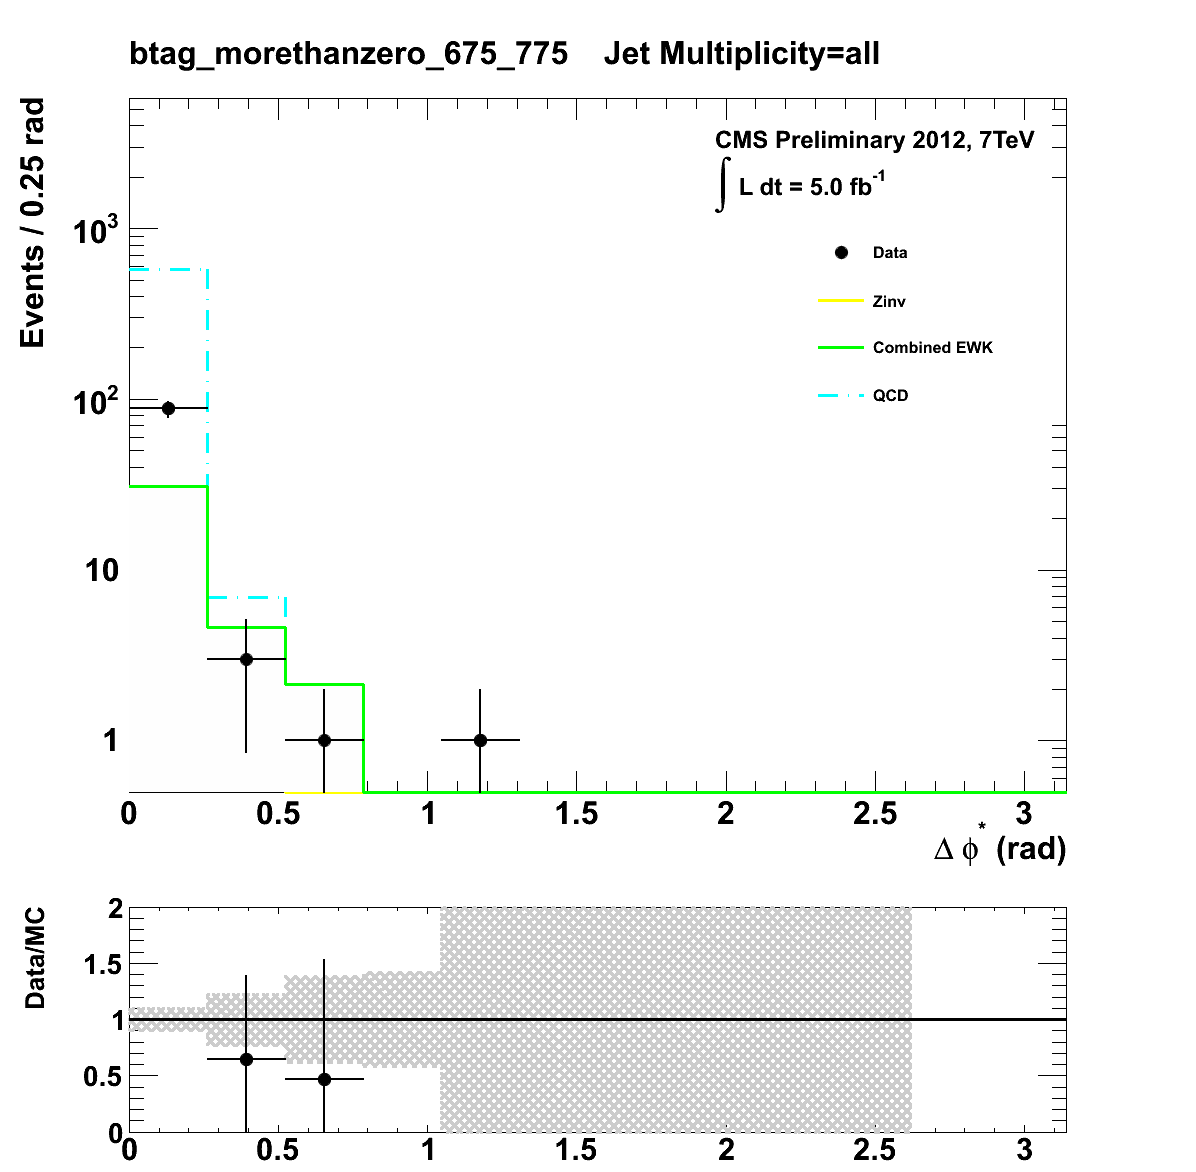 btag_morethanzero_675_775 Jet Multiplicity=all
Events / 0.25 rad
CMS Preliminary 2012, 7TeV
∫ L dt = 5.0 fb⁻¹
Data
Zinv
Combined EWK
QCD
10³
10²
10
1
0 0.5 1 1.5 2 2.5 3
Δ ϕ* (rad)
Data/MC
2
1.5
1
0.5
0
0 0.5 1 1.5 2 2.5 3